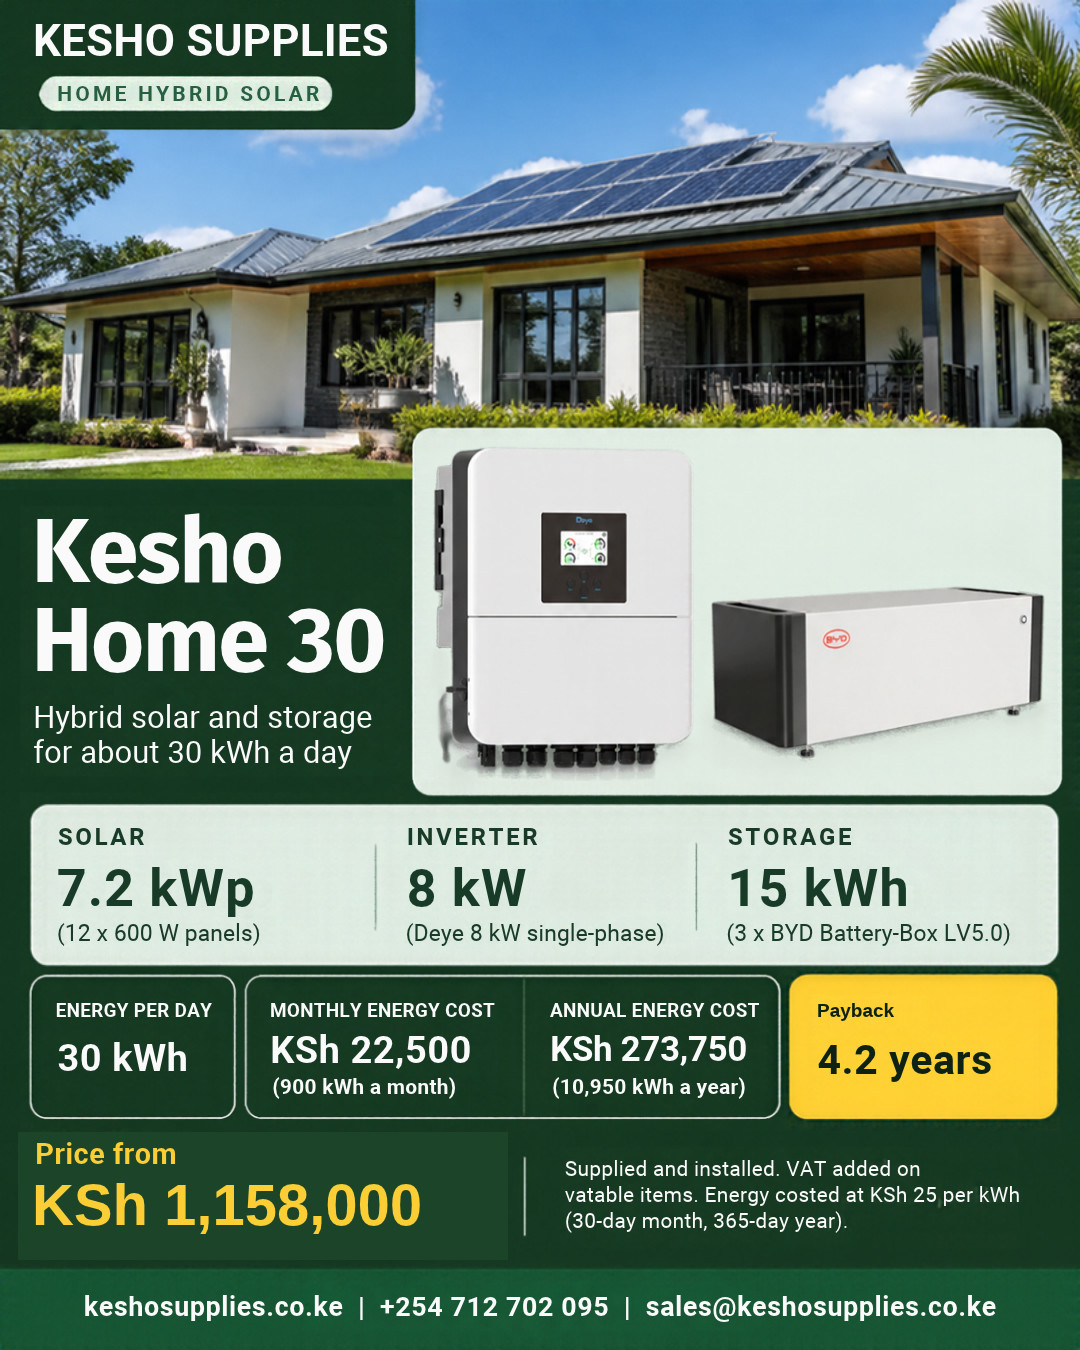 KESHO SUPPLIES
HOME HYBRID SOLAR
Deye
BYD
Kesho
Home 30
Hybrid solar and storage
for about 30 kWh a day
SOLAR
7.2 kWp
(12 x 600 W panels)
INVERTER
8 kW
(Deye 8 kW single-phase)
STORAGE
15 kWh
(3 x BYD Battery-Box LV5.0)
ENERGY PER DAY
30 kWh
MONTHLY ENERGY COST
KSh 22,500
(900 kWh a month)
ANNUAL ENERGY COST
KSh 273,750
(10,950 kWh a year)
Payback
4.2 years
Price from
KSh 1,158,000
Supplied and installed. VAT added on
vatable items. Energy costed at KSh 25 per kWh
(30-day month, 365-day year).
keshosupplies.co.ke | +254 712 702 095 | sales@keshosupplies.co.ke